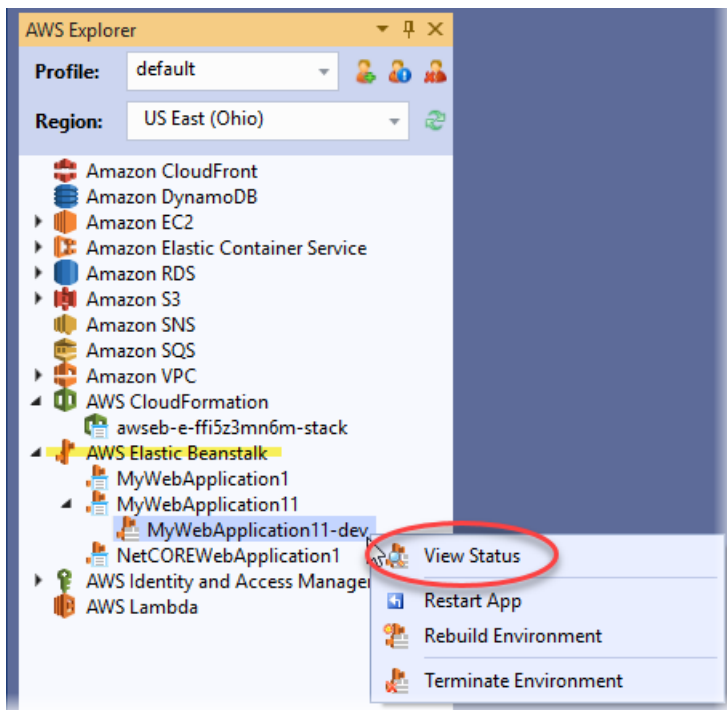 AWS Explorer
Profile: default
Region: US East (Ohio)
Amazon CloudFront
Amazon DynamoDB
Amazon EC2
Amazon Elastic Container Service
Amazon RDS
Amazon S3
Amazon SNS
Amazon SQS
Amazon VPC
AWS CloudFormation
awseb-e-ffi5z3mn6m-stack
AWS Elastic Beanstalk
MyWebApplication1
MyWebApplication11
MyWebApplication11-dev
NetCOREWebApplication1
AWS Identity and Access Manage
AWS Lambda
View Status
Restart App
Rebuild Environment
Terminate Environment